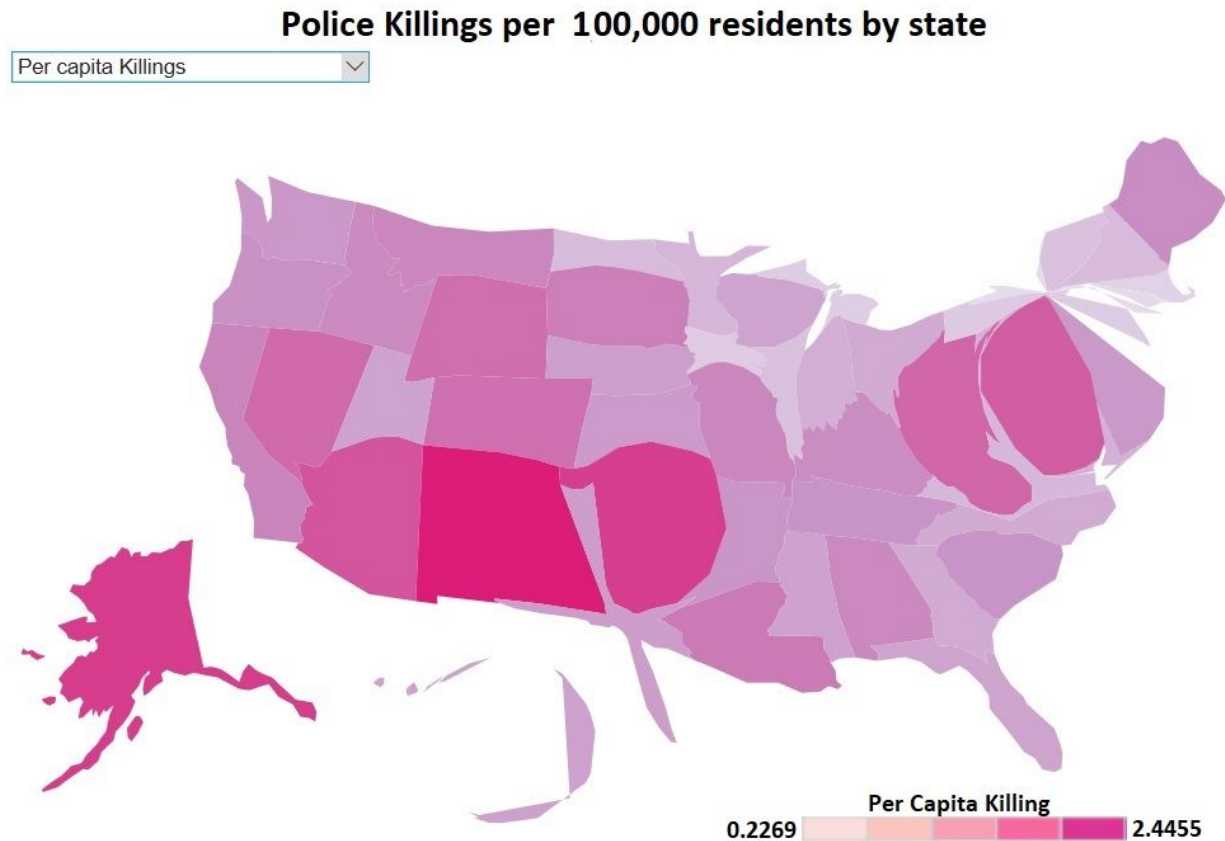 Police Killings per 100,000 residents by state
Per capita Killings
Per Capita Killing
0.2269 2.4455